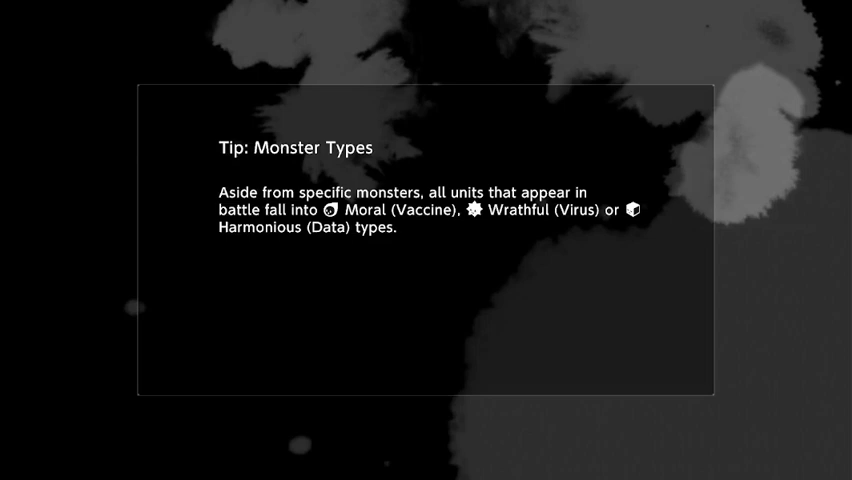 Tip: Monster Types
Aside from specific monsters, all units that appear in
battle fall into Moral (Vaccine), Wrathful (Virus) or
Harmonious (Data) types.